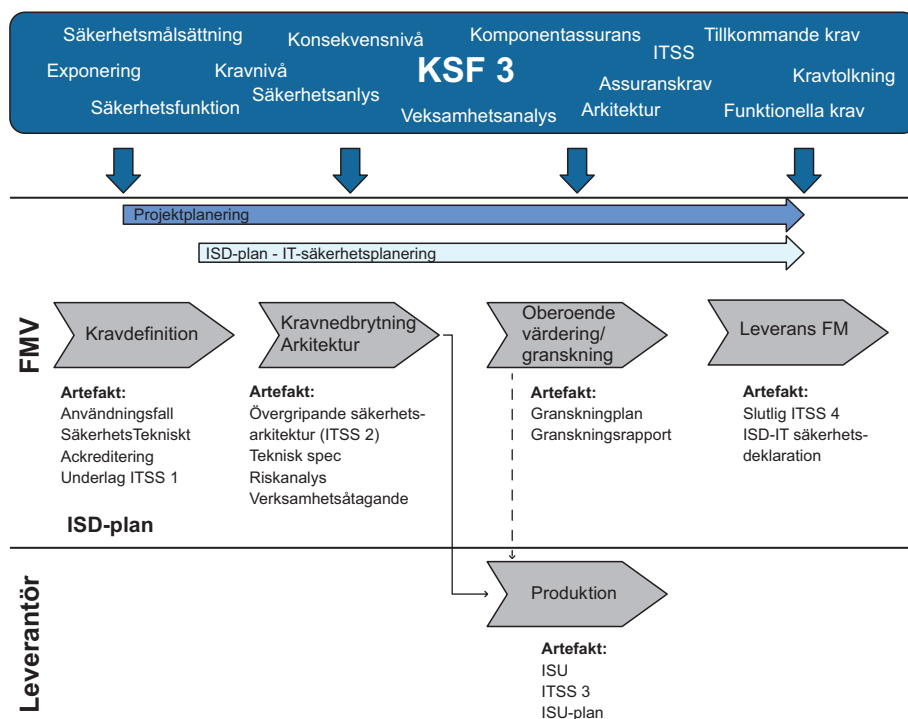 Säkerhetsmålsättning
Konsekvensnivå
Komponentassurans
Tillkommande krav
ITSS
Exponering
Kravnivå
KSF 3
Assuranskrav
Kravtolkning
Säkerhetsfunktion
Säkerhetsanlys
Veksamhetsanalys
Arkitektur
Funktionella krav
Projektplanering
ISD-plan - IT-säkerhetsplanering
FMV
Kravdefinition
Artefakt:
Användningsfall
SäkerhetsTekniskt
Ackreditering
Underlag ITSS 1
ISD-plan
Kravnedbrytning
Arkitektur
Artefakt:
Övergripande säkerhets-
arkitektur (ITSS 2)
Teknisk spec
Riskanalys
Verksamhetsåtagande
Oberoende
värdering/
granskning
Artefakt:
Granskningplan
Granskningsrapport
Leverans FM
Artefakt:
Slutlig ITSS 4
ISD-IT säkerhets-
deklaration
Leverantör
Produktion
Artefakt:
ISU
ITSS 3
ISU-plan